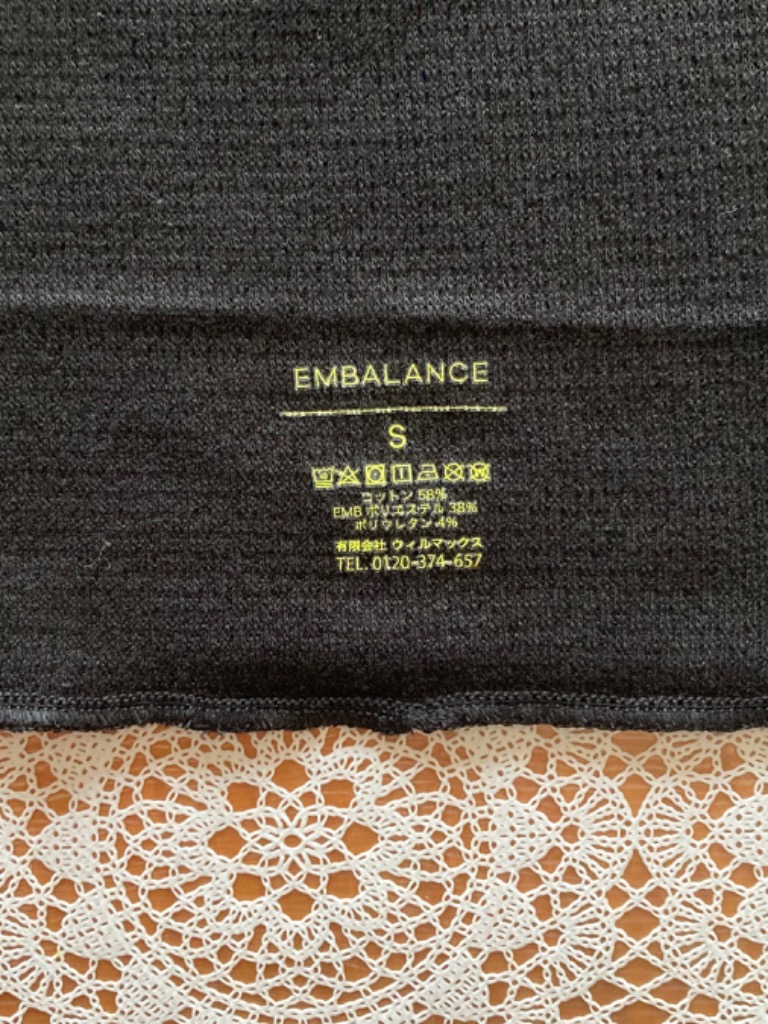 EMBALANCE
S
コットン 58%
EMB ポリエステル 38%
ポリウレタン 4%
有限会社 ウィルマックス
TEL. 0120-374-657